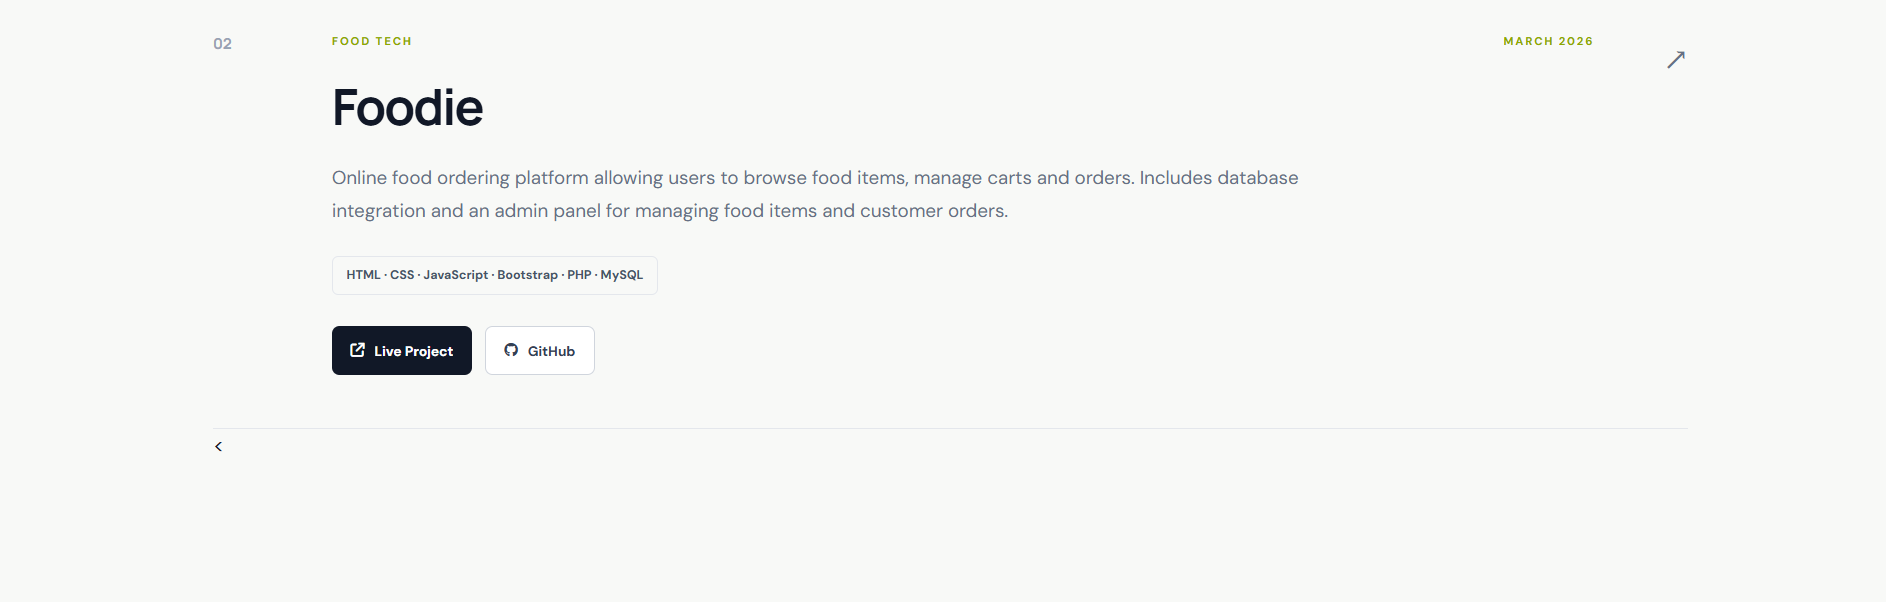 02
FOOD TECH
MARCH 2026
↗
Foodie
Online food ordering platform allowing users to browse food items, manage carts and orders. Includes database
integration and an admin panel for managing food items and customer orders.
HTML · CSS · JavaScript · Bootstrap · PHP · MySQL
Live Project
GitHub
<